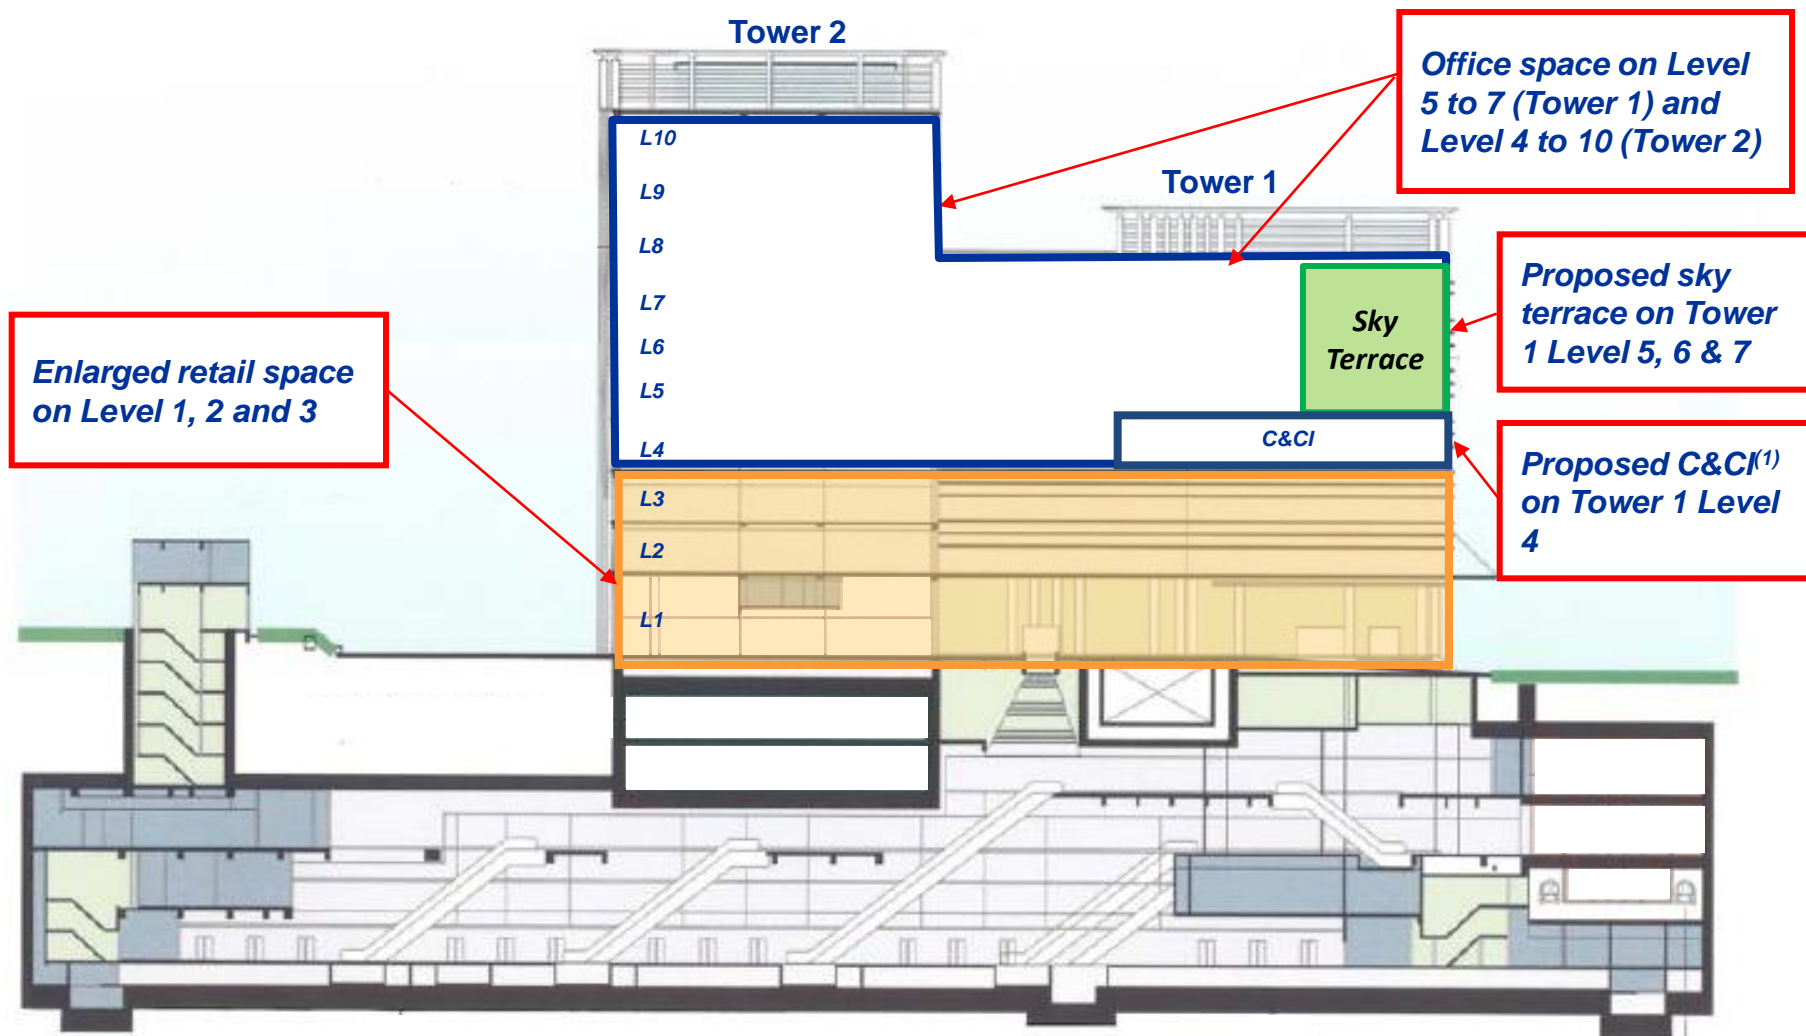 Tower 2
Office space on Level
5 to 7 (Tower 1) and
Level 4 to 10 (Tower 2)
L10
L9
Tower 1
L8
Proposed sky
terrace on Tower
1 Level 5, 6 & 7
L7
Sky
Terrace
L6
L5
Enlarged retail space
on Level 1, 2 and 3
C&CI
L4
Proposed C&CI(1)
on Tower 1 Level
4
L3
L2
L1